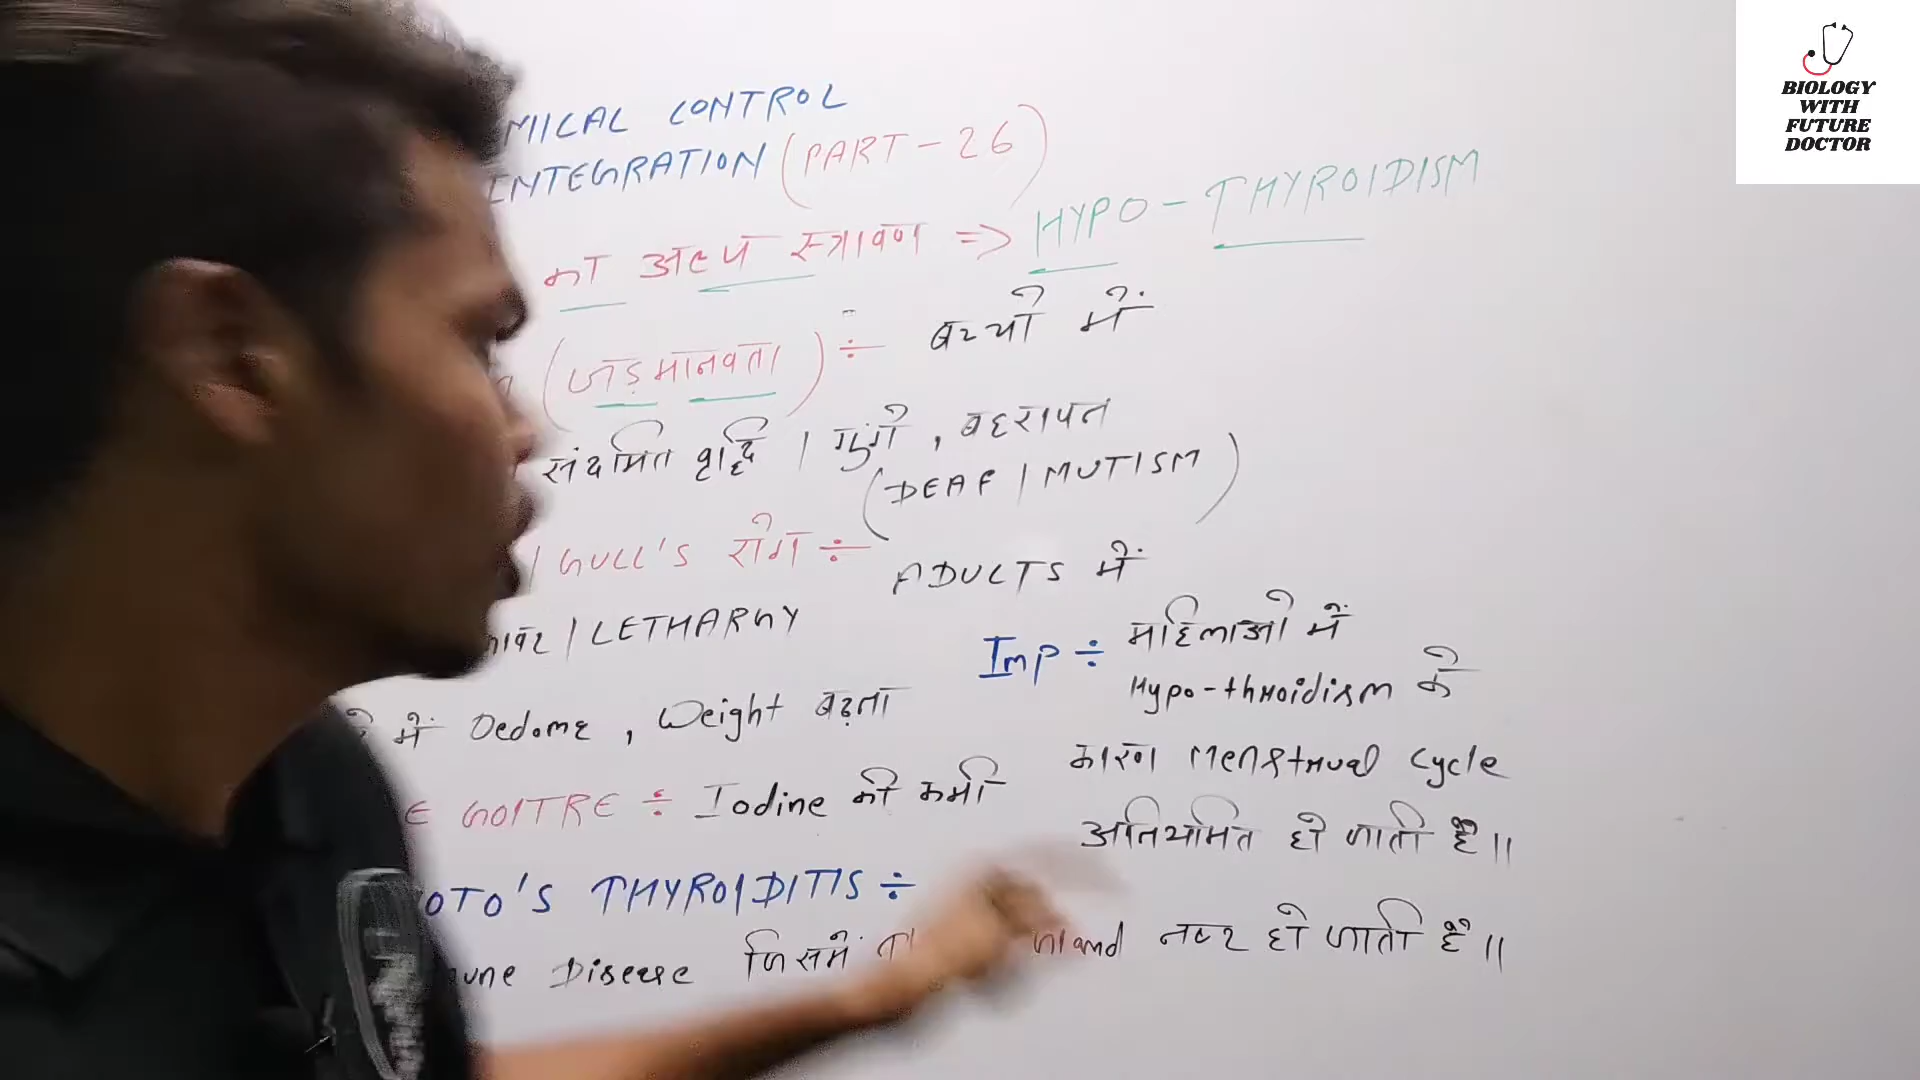 MICAL CONTROL
INTEGRATION (PART-26)
का अल्प स्त्रावण => HYPO-THYROIDISM
(जड़मानवता) ÷ बच्चों में
संदमित वृद्धि / गुंगे, बहरापन
(DEAF / MUTISM)
/ GULL'S रोग ÷ ADULTS में
/ LETHARGY
में Oedome, Weight बढ़ता
Imp ÷ महिलाओ में
Hypo-throidism के
कारण Menstrual cycle
अनियमित हो जाती है।।
E GOITRE ÷ Iodine की कमी
OTO'S THYROIDITIS ÷
une Disease जिसमें gland नष्ट हो जाती है।।
BIOLOGY
WITH
FUTURE
DOCTOR